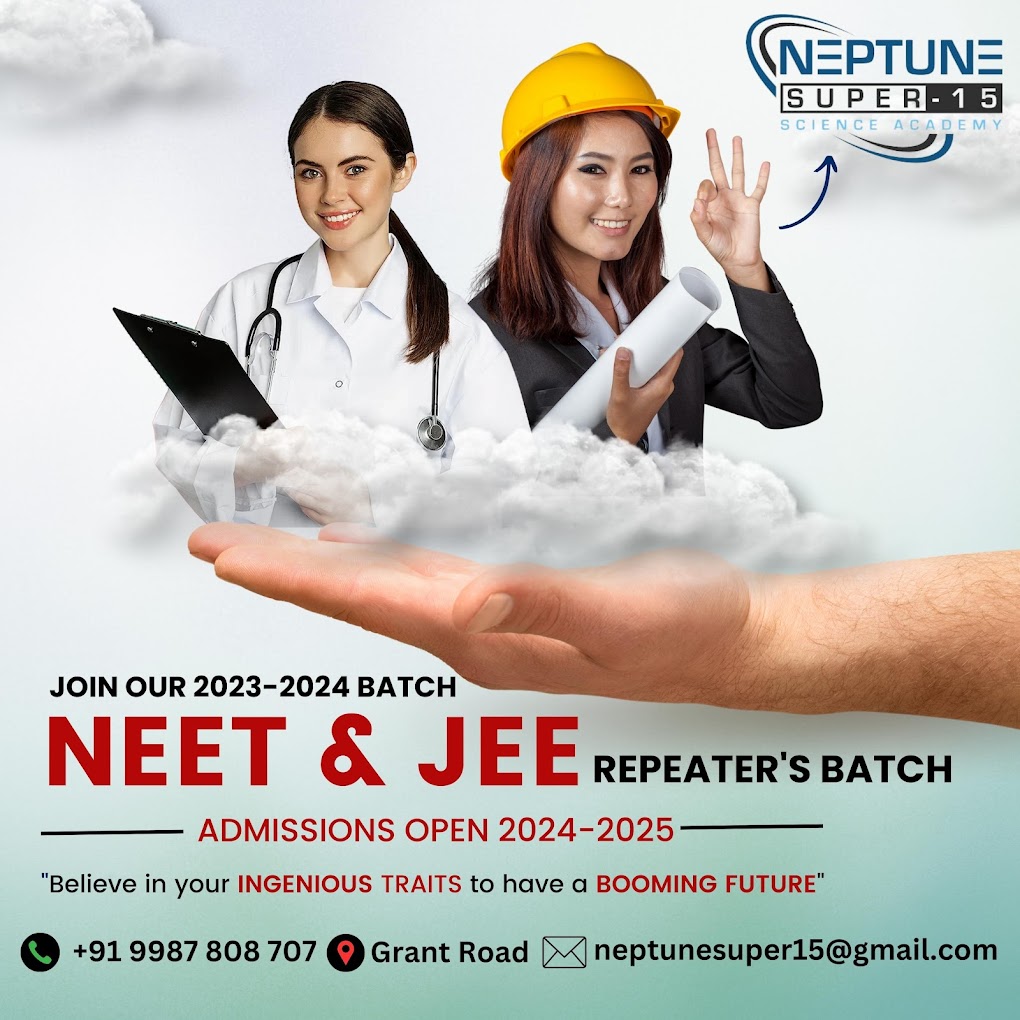 NEPTUNE
SUPER-15
SCIENCE ACADEMY
JOIN OUR 2023-2024 BATCH
NEET & JEE REPEATER'S BATCH
ADMISSIONS OPEN 2024-2025
"Believe in your INGENIOUS TRAITS to have a BOOMING FUTURE"
+91 9987 808 707 Grant Road neptunesuper15@gmail.com